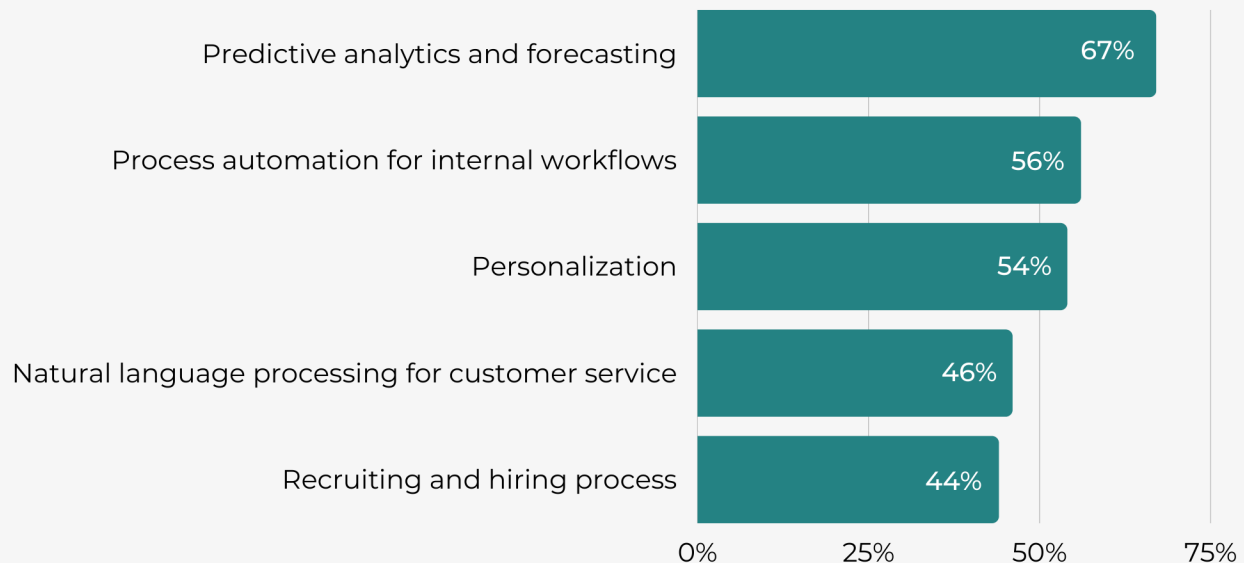 Predictive analytics and forecasting 67%
Process automation for internal workflows 56%
Personalization 54%
Natural language processing for customer service 46%
Recruiting and hiring process 44%
0% 25% 50% 75%